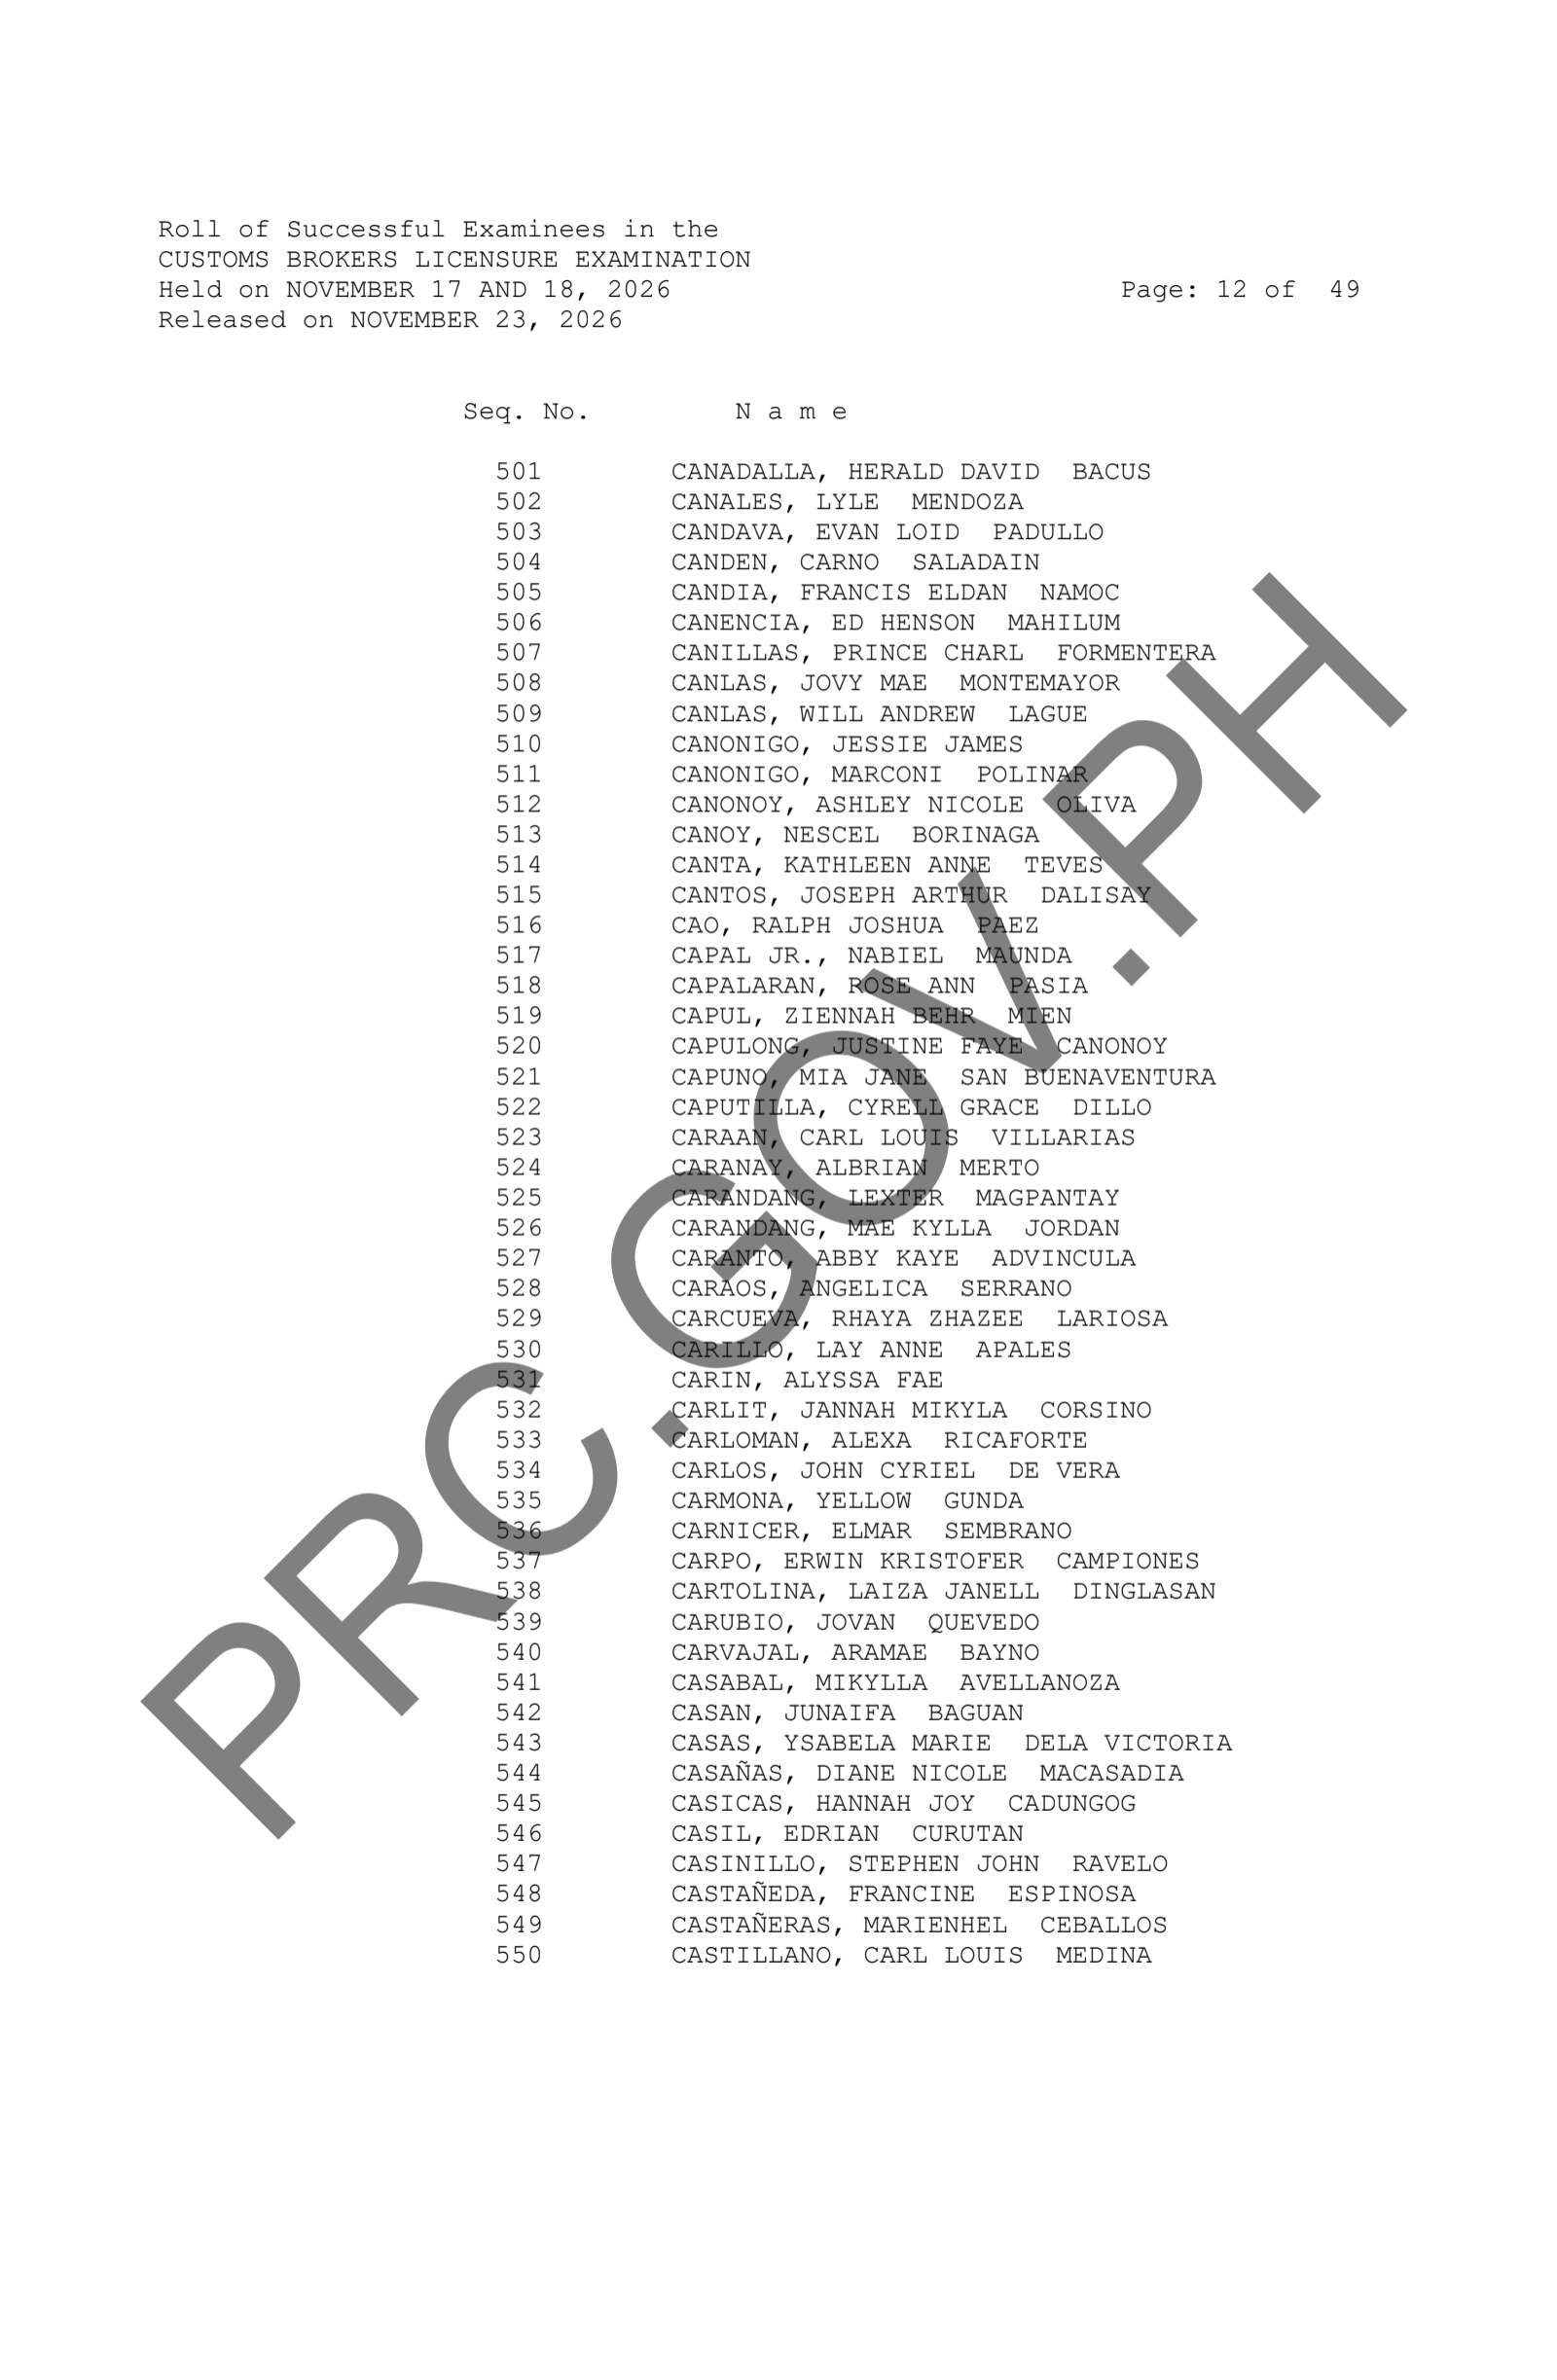 Roll of Successful Examinees in the
CUSTOMS BROKERS LICENSURE EXAMINATION
Held on NOVEMBER 17 AND 18, 2026 Page: 12 of 49
Released on NOVEMBER 23, 2026
Seq. No. N a m e
501 CANADALLA, HERALD DAVID BACUS
502 CANALES, LYLE MENDOZA
503 CANDAVA, EVAN LOID PADULLO
504 CANDEN, CARNO SALADAIN
505 CANDIA, FRANCIS ELDAN NAMOC
506 CANENCIA, ED HENSON MAHILUM
507 CANILLAS, PRINCE CHARL FORMENTERA
508 CANLAS, JOVY MAE MONTEMAYOR
509 CANLAS, WILL ANDREW LAGUE
510 CANONIGO, JESSIE JAMES
511 CANONIGO, MARCONI POLINAR
512 CANONOY, ASHLEY NICOLE OLIVA
513 CANOY, NESCEL BORINAGA
514 CANTA, KATHLEEN ANNE TEVES
515 CANTOS, JOSEPH ARTHUR DALISAY
516 CAO, RALPH JOSHUA PAEZ
517 CAPAL JR., NABIEL MAUNDA
518 CAPALARAN, ROSE ANN PASIA
519 CAPUL, ZIENNAH BEHR MIEN
520 CAPULONG, JUSTINE FAYE CANONOY
521 CAPUNO, MIA JANE SAN BUENAVENTURA
522 CAPUTILLA, CYRELL GRACE DILLO
523 CARAAN, CARL LOUIS VILLARIAS
524 CARANAY, ALBRIAN MERTO
525 CARANDANG, LEXTER MAGPANTAY
526 CARANDANG, MAE KYLLA JORDAN
527 CARANTO, ABBY KAYE ADVINCULA
528 CARAOS, ANGELICA SERRANO
529 CARCUEVA, RHAYA ZHAZEE LARIOSA
530 CARILLO, LAY ANNE APALES
531 CARIN, ALYSSA FAE
532 CARLIT, JANNAH MIKYLA CORSINO
533 CARLOMAN, ALEXA RICAFORTE
534 CARLOS, JOHN CYRIEL DE VERA
535 CARMONA, YELLOW GUNDA
536 CARNICER, ELMAR SEMBRANO
537 CARPO, ERWIN KRISTOFER CAMPIONES
538 CARTOLINA, LAIZA JANELL DINGLASAN
539 CARUBIO, JOVAN QUEVEDO
540 CARVAJAL, ARAMAE BAYNO
541 CASABAL, MIKYLLA AVELLANOZA
542 CASAN, JUNAIFA BAGUAN
543 CASAS, YSABELA MARIE DELA VICTORIA
544 CASAÑAS, DIANE NICOLE MACASADIA
545 CASICAS, HANNAH JOY CADUNGOG
546 CASIL, EDRIAN CURUTAN
547 CASINILLO, STEPHEN JOHN RAVELO
548 CASTAÑEDA, FRANCINE ESPINOSA
549 CASTAÑERAS, MARIENHEL CEBALLOS
550 CASTILLANO, CARL LOUIS MEDINA
PRC.GOV.PH